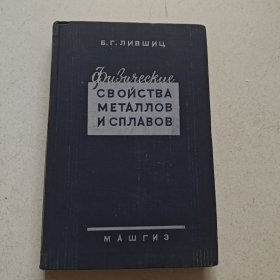 Б. Г. ЛИВШИЦ
Физические
СВОЙСТВА
МЕТАЛЛОВ
И СПЛАВОВ
МАШГИЗ